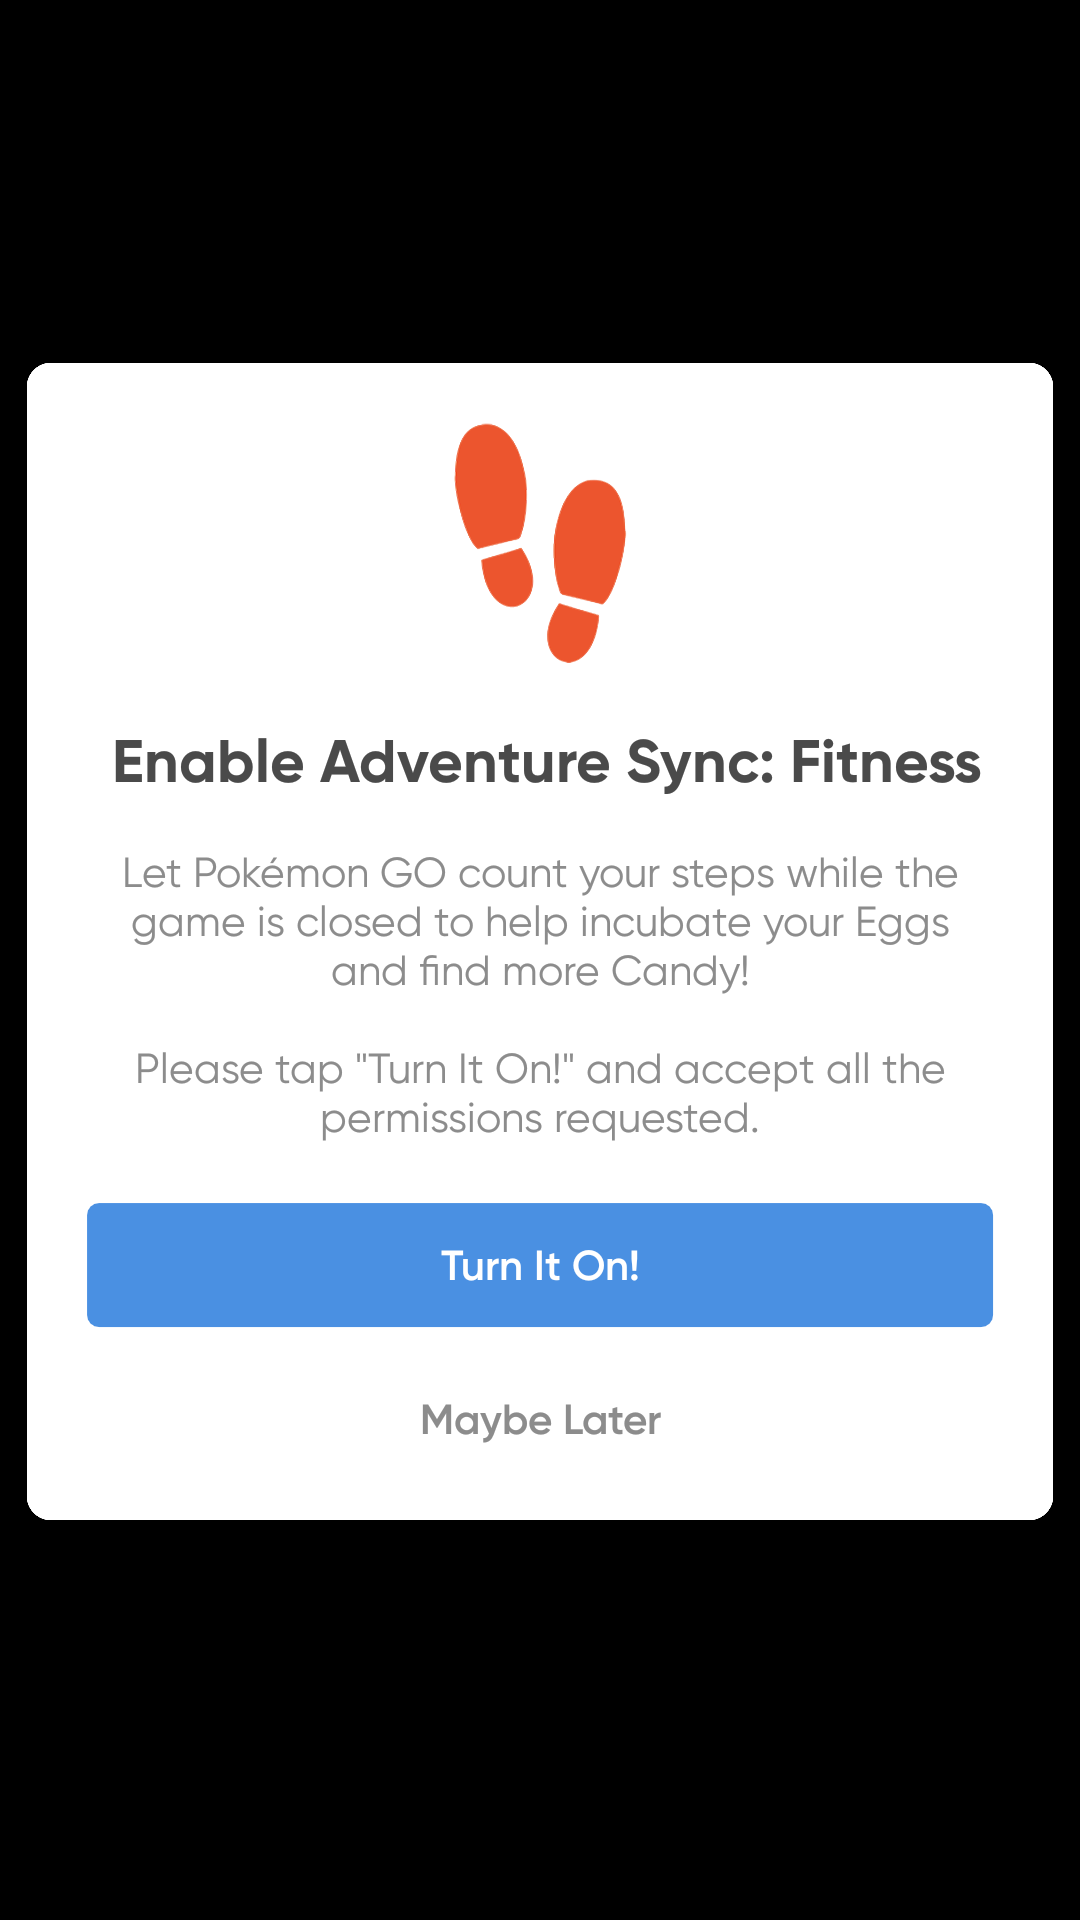 Enable Adventure Sync: Fitness
Let Pokémon GO count your steps while the
game is closed to help incubate your Eggs
and find more Candy!
Please tap "Turn It On!" and accept all the
permissions requested.
Turn It On!
Maybe Later